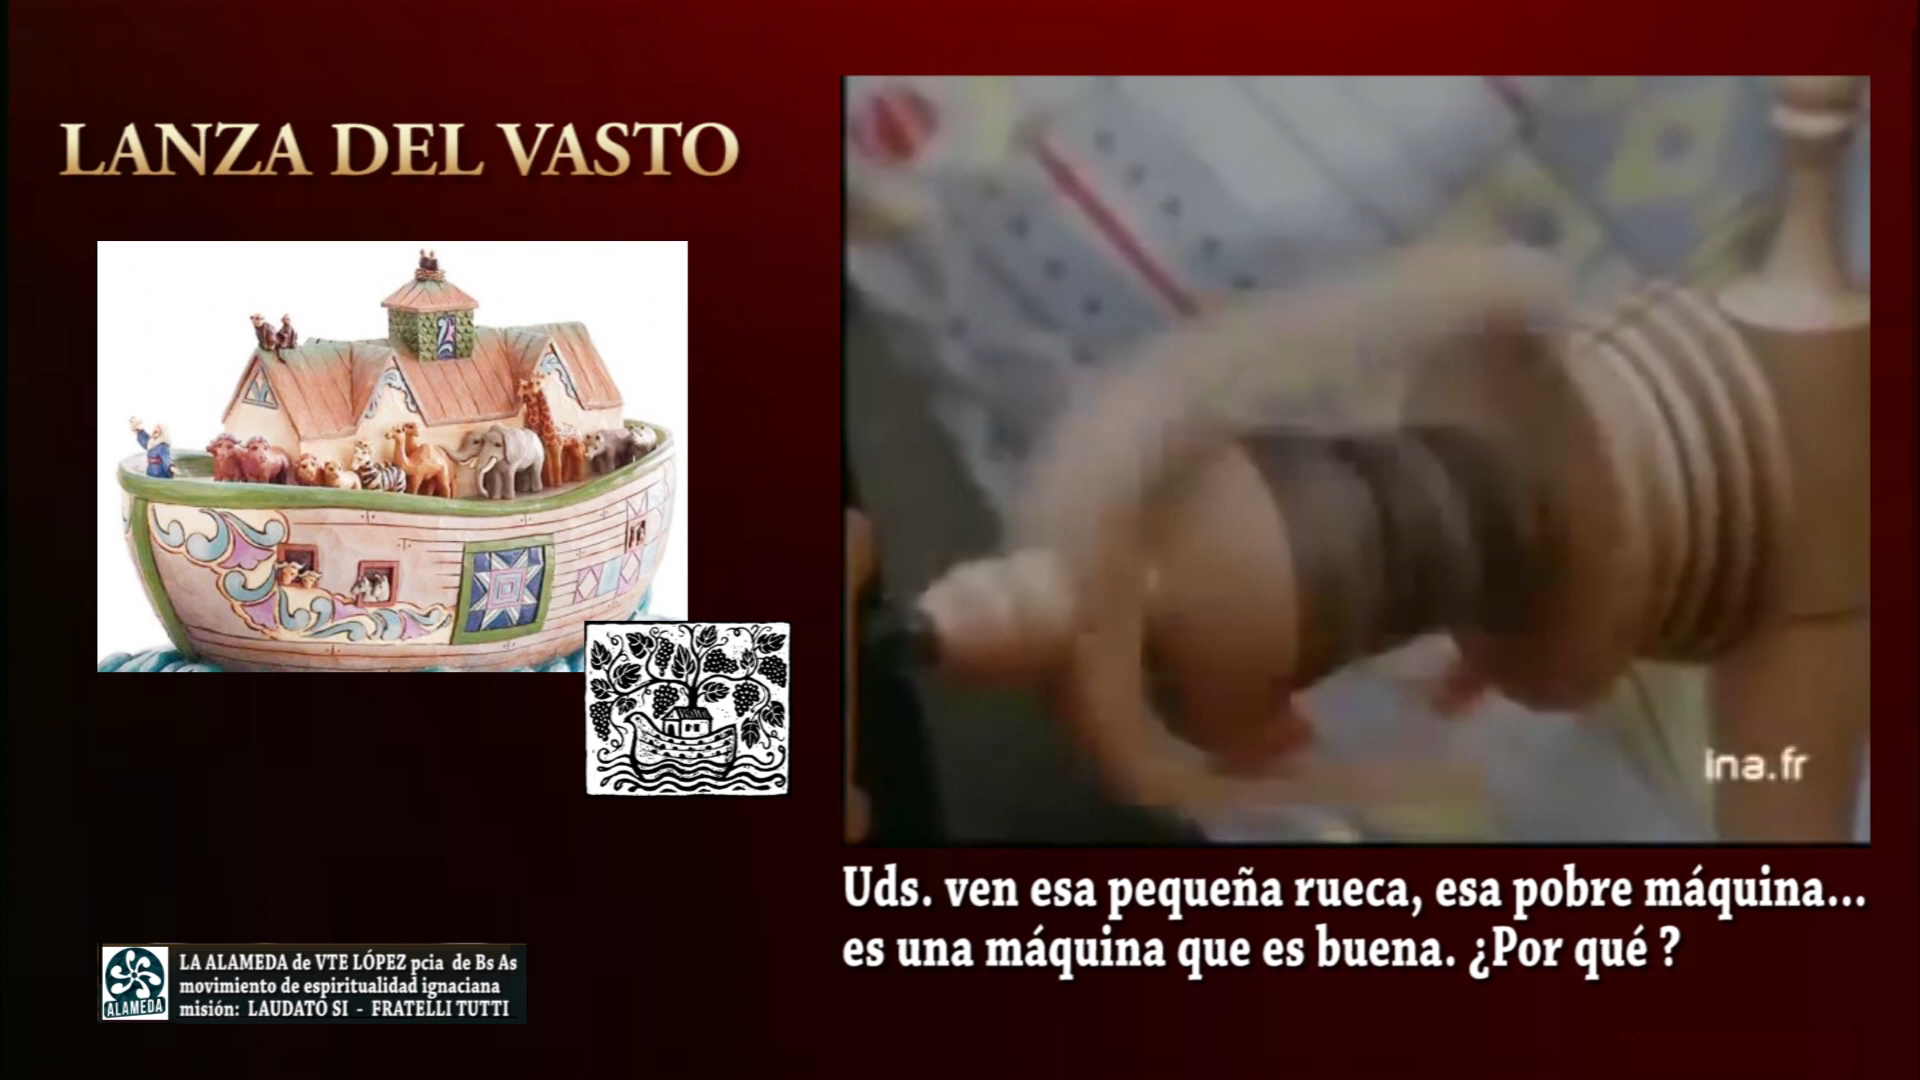 LANZA DEL VASTO
ina.fr
Uds. ven esa pequeña rueca, esa pobre máquina...
es una máquina que es buena. ¿Por qué ?
ALAMEDA
LA ALAMEDA de VTE LÓPEZ pcia de Bs As
movimiento de espiritualidad ignaciana
misión: LAUDATO SI - FRATELLI TUTTI